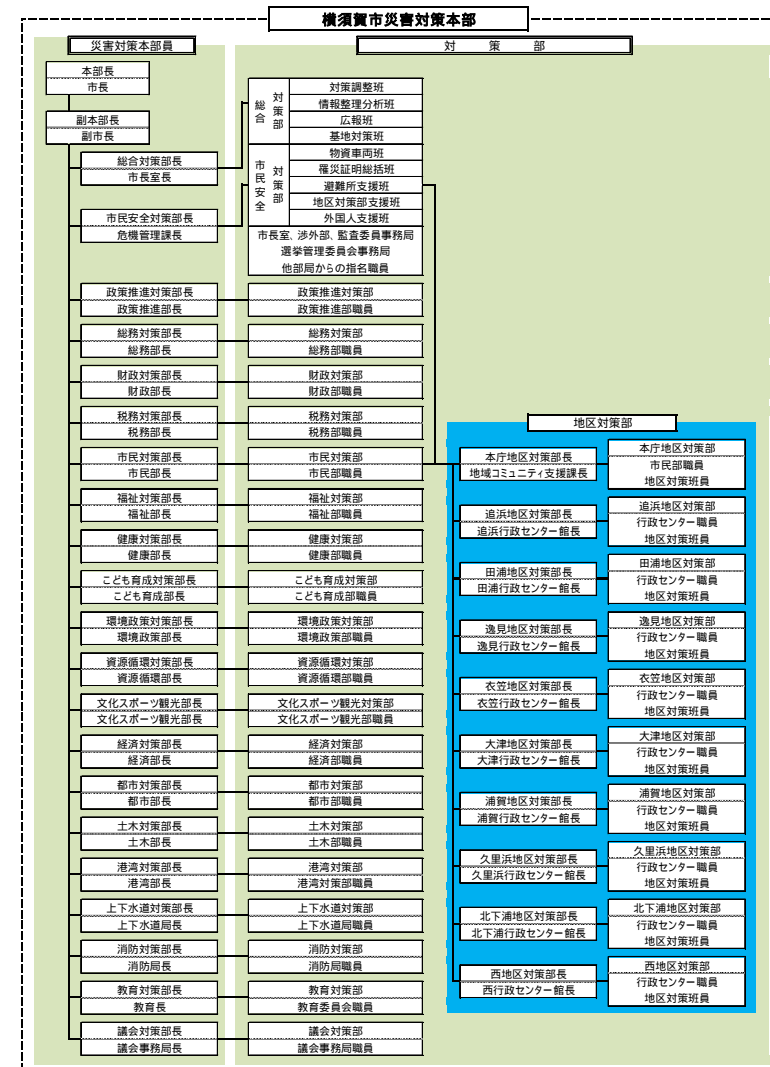 横須賀市災害対策本部
災害対策本部員
対策部
本部長
市長
副本部長
副市長
総合対策部長
市長室長
市民安全対策部長
危機管理課長
総合対策部
対策調整班
情報整理分析班
広報班
基地対策班
市民安全対策部
物資車両班
罹災証明総括班
避難所支援班
地区対策部支援班
外国人支援班
市長室、渉外部、監査委員事務局
選挙管理委員会事務局
他部局からの指名職員
政策推進対策部長
政策推進部長
政策推進対策部
政策推進部職員
総務対策部長
総務部長
総務対策部
総務部職員
財政対策部長
財政部長
財政対策部
財政部職員
税務対策部長
税務部長
税務対策部
税務部職員
市民対策部長
市民部長
市民対策部
市民部職員
福祉対策部長
福祉部長
福祉対策部
福祉部職員
健康対策部長
健康部長
健康対策部
健康部職員
こども育成対策部長
こども育成部長
こども育成対策部
こども育成部職員
環境政策対策部長
環境政策部長
環境政策対策部
環境政策部職員
資源循環対策部長
資源循環部長
資源循環対策部
資源循環部職員
文化スポーツ観光部長
文化スポーツ観光部長
文化スポーツ観光対策部
文化スポーツ観光部職員
経済対策部長
経済部長
経済対策部
経済部職員
都市対策部長
都市部長
都市対策部
都市部職員
土木対策部長
土木部長
土木対策部
土木部職員
港湾対策部長
港湾部長
港湾対策部
港湾対策部職員
上下水道対策部長
上下水道局長
上下水道対策部
上下水道局職員
消防対策部長
消防局長
消防対策部
消防局職員
教育対策部長
教育長
教育対策部
教育委員会職員
議会対策部長
議会事務局長
議会対策部
議会事務局職員
地区対策部
本庁地区対策部長
地域コミュニティ支援課長
本庁地区対策部
市民部職員
地区対策班員
追浜地区対策部長
追浜行政センター館長
追浜地区対策部
行政センター職員
地区対策班員
田浦地区対策部長
田浦行政センター館長
田浦地区対策部
行政センター職員
地区対策班員
逸見地区対策部長
逸見行政センター館長
逸見地区対策部
行政センター職員
地区対策班員
衣笠地区対策部長
衣笠行政センター館長
衣笠地区対策部
行政センター職員
地区対策班員
大津地区対策部長
大津行政センター館長
大津地区対策部
行政センター職員
地区対策班員
浦賀地区対策部長
浦賀行政センター館長
浦賀地区対策部
行政センター職員
地区対策班員
久里浜地区対策部長
久里浜行政センター館長
久里浜地区対策部
行政センター職員
地区対策班員
北下浦地区対策部長
北下浦行政センター館長
北下浦地区対策部
行政センター職員
地区対策班員
西地区対策部長
西行政センター館長
西地区対策部
行政センター職員
地区対策班員